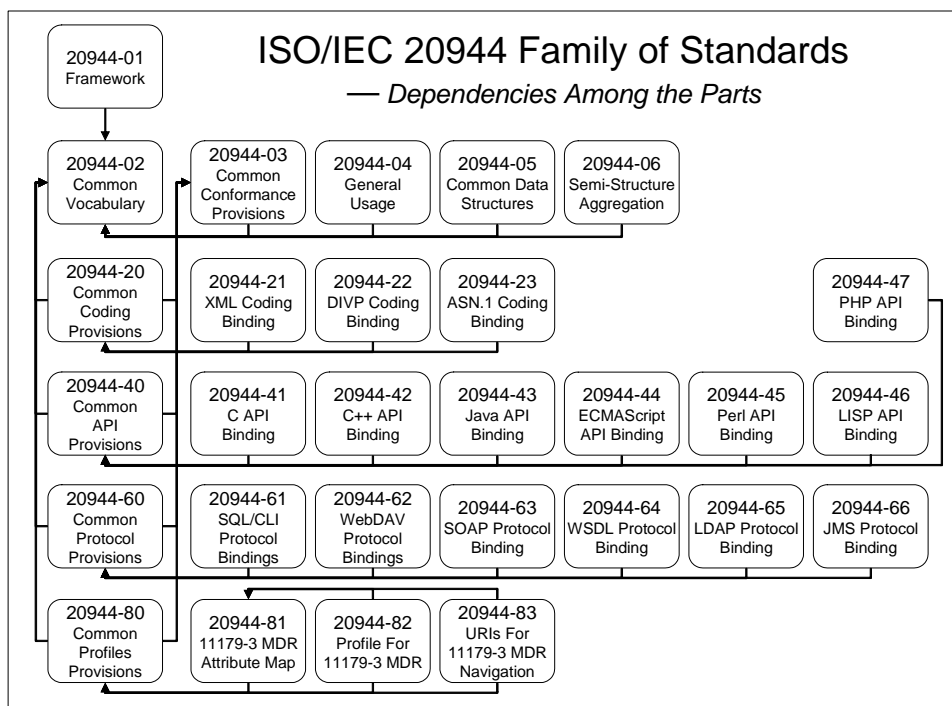 ISO/IEC 20944 Family of Standards
— Dependencies Among the Parts
20944-01
Framework
20944-02
Common
Vocabulary
20944-03
Common
Conformance
Provisions
20944-04
General
Usage
20944-05
Common Data
Structures
20944-06
Semi-Structure
Aggregation
20944-20
Common
Coding
Provisions
20944-21
XML Coding
Binding
20944-22
DIVP Coding
Binding
20944-23
ASN.1 Coding
Binding
20944-47
PHP API
Binding
20944-40
Common
API
Provisions
20944-41
C API
Binding
20944-42
C++ API
Binding
20944-43
Java API
Binding
20944-44
ECMAScript
API Binding
20944-45
Perl API
Binding
20944-46
LISP API
Binding
20944-60
Common
Protocol
Provisions
20944-61
SQL/CLI
Protocol
Bindings
20944-62
WebDAV
Protocol
Bindings
20944-63
SOAP Protocol
Binding
20944-64
WSDL Protocol
Binding
20944-65
LDAP Protocol
Binding
20944-66
JMS Protocol
Binding
20944-80
Common
Profiles
Provisions
20944-81
11179-3 MDR
Attribute Map
20944-82
Profile For
11179-3 MDR
20944-83
URIs For
11179-3 MDR
Navigation